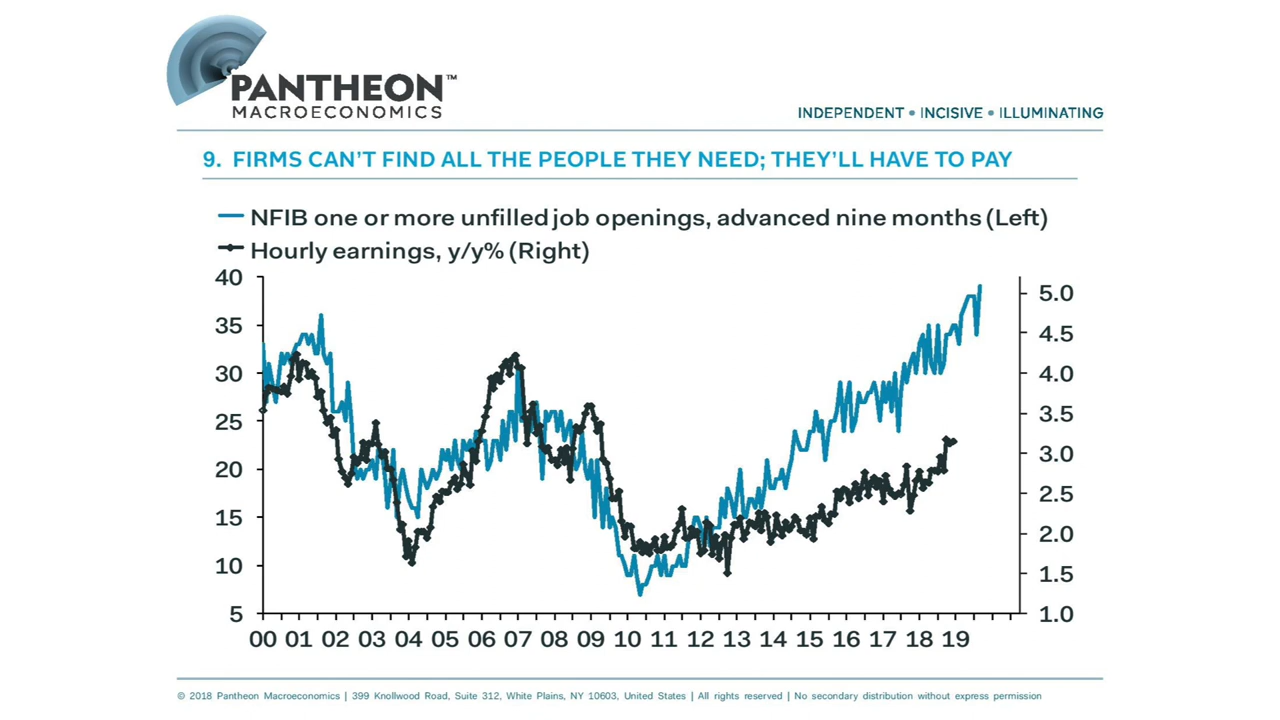 PANTHEON™
MACROECONOMICS
INDEPENDENT • INCISIVE • ILLUMINATING
9. FIRMS CAN'T FIND ALL THE PEOPLE THEY NEED; THEY'LL HAVE TO PAY
NFIB one or more unfilled job openings, advanced nine months (Left)
Hourly earnings, y/y% (Right)
40
35
30
25
20
15
10
5
5.0
4.5
4.0
3.5
3.0
2.5
2.0
1.5
1.0
00 01 02 03 04 05 06 07 08 09 10 11 12 13 14 15 16 17 18 19
© 2018 Pantheon Macroeconomics | 399 Knollwood Road, Suite 312, White Plains, NY 10603, United States | All rights reserved | No secondary distribution without express permission